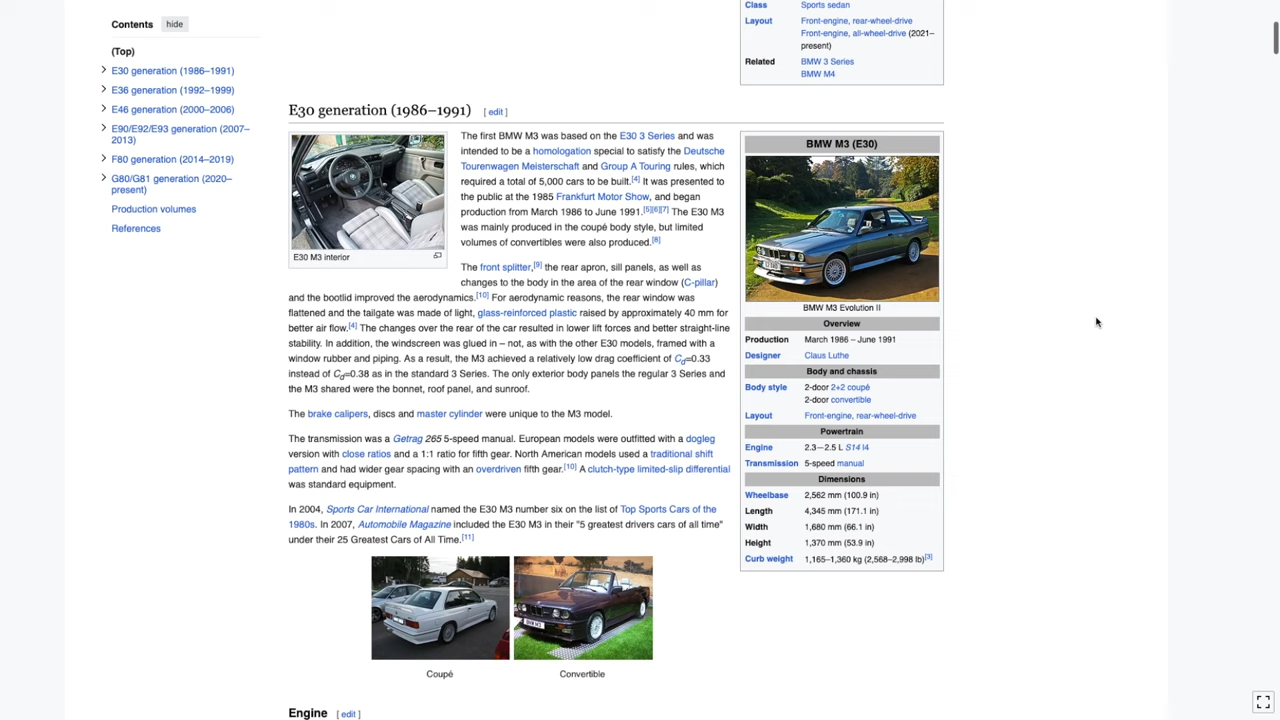 Contents hide
(Top)
E30 generation (1986–1991)
E36 generation (1992–1999)
E46 generation (2000–2006)
E90/E92/E93 generation (2007–
2013)
F80 generation (2014–2019)
G80/G81 generation (2020–
present)
Production volumes
References
Class Sports sedan
Layout Front-engine, rear-wheel-drive
Front-engine, all-wheel-drive (2021–
present)
Related BMW 3 Series
BMW M4
E30 generation (1986–1991) [ edit ]
E30 M3 interior
The first BMW M3 was based on the E30 3 Series and was
intended to be a homologation special to satisfy the Deutsche
Tourenwagen Meisterschaft and Group A Touring rules, which
required a total of 5,000 cars to be built.[4] It was presented to
the public at the 1985 Frankfurt Motor Show, and began
production from March 1986 to June 1991.[5][6][7] The E30 M3
was mainly produced in the coupé body style, but limited
volumes of convertibles were also produced.[8]
The front splitter,[9] the rear apron, sill panels, as well as
changes to the body in the area of the rear window (C-pillar)
and the bootlid improved the aerodynamics.[10] For aerodynamic reasons, the rear window was
flattened and the tailgate was made of light, glass-reinforced plastic raised by approximately 40 mm for
better air flow.[4] The changes over the rear of the car resulted in lower lift forces and better straight-line
stability. In addition, the windscreen was glued in – not, as with the other E30 models, framed with a
window rubber and piping. As a result, the M3 achieved a relatively low drag coefficient of Cd=0.33
instead of Cd=0.38 as in the standard 3 Series. The only exterior body panels the regular 3 Series and
the M3 shared were the bonnet, roof panel, and sunroof.
The brake calipers, discs and master cylinder were unique to the M3 model.
The transmission was a Getrag 265 5-speed manual. European models were outfitted with a dogleg
version with close ratios and a 1:1 ratio for fifth gear. North American models used a traditional shift
pattern and had wider gear spacing with an overdriven fifth gear.[10] A clutch-type limited-slip differential
was standard equipment.
In 2004, Sports Car International named the E30 M3 number six on the list of Top Sports Cars of the
1980s. In 2007, Automobile Magazine included the E30 M3 in their "5 greatest drivers cars of all time"
under their 25 Greatest Cars of All Time.[11]
Coupé
Convertible
Engine [ edit ]
BMW M3 (E30)
BMW M3 Evolution II
Overview
Production March 1986 – June 1991
Designer Claus Luthe
Body and chassis
Body style 2-door 2+2 coupé
2-door convertible
Layout Front-engine, rear-wheel-drive
Powertrain
Engine 2.3—2.5 L S14 I4
Transmission 5-speed manual
Dimensions
Wheelbase 2,562 mm (100.9 in)
Length 4,345 mm (171.1 in)
Width 1,680 mm (66.1 in)
Height 1,370 mm (53.9 in)
Curb weight 1,165–1,360 kg (2,568–2,998 lb)[3]